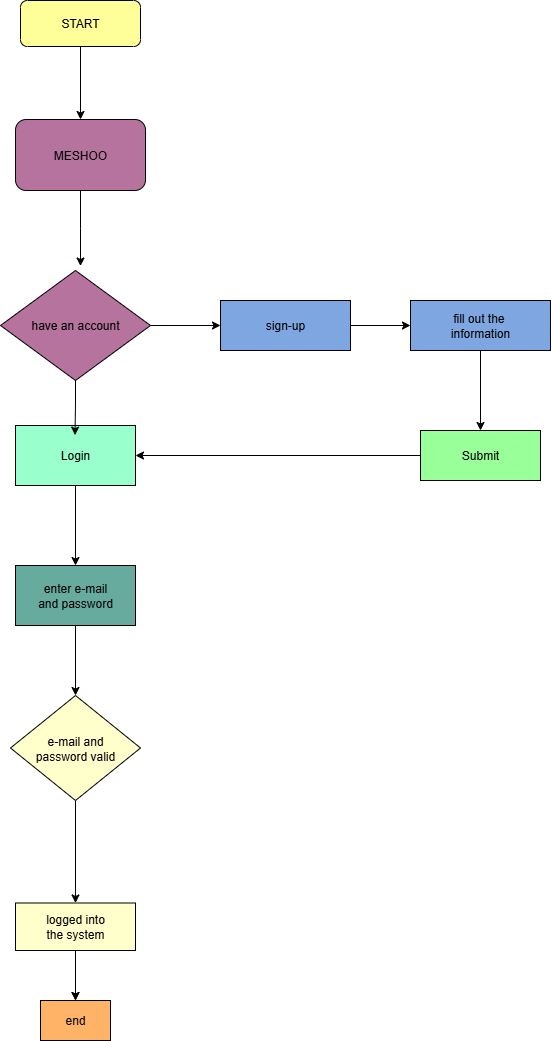 START
MESHOO
have an account
sign-up
fill out the
information
Login
Submit
enter e-mail
and password
e-mail and
password valid
logged into
the system
end